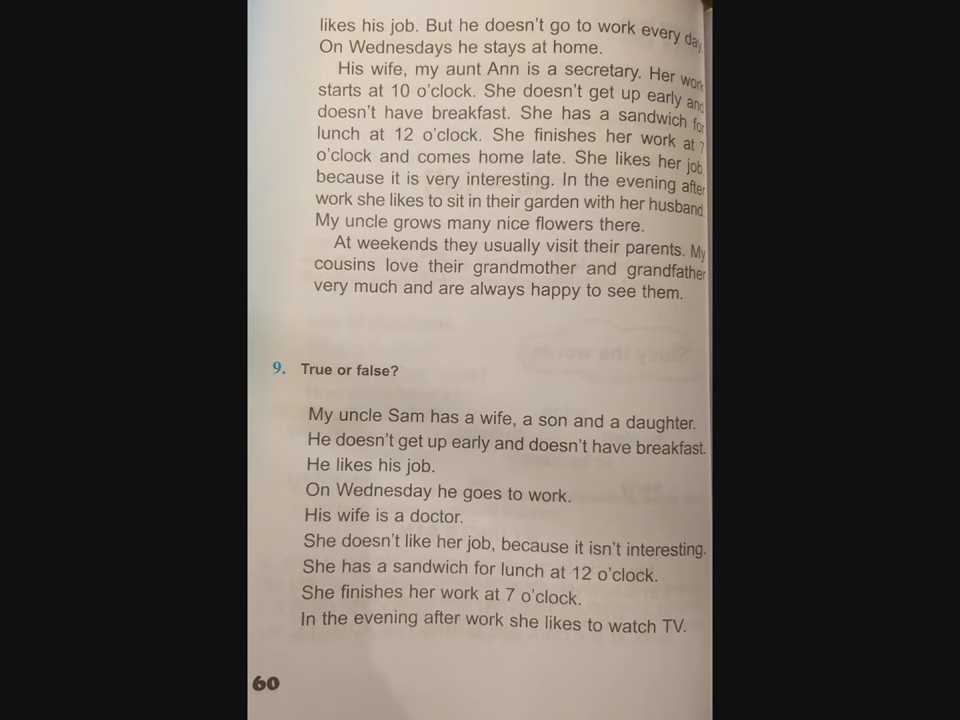 likes his job. But he doesn't go to work every day.
On Wednesdays he stays at home.
His wife, my aunt Ann is a secretary. Her work
starts at 10 o'clock. She doesn't get up early and
doesn't have breakfast. She has a sandwich for
lunch at 12 o'clock. She finishes her work at 7
o'clock and comes home late. She likes her job,
because it is very interesting. In the evening after
work she likes to sit in their garden with her husband.
My uncle grows many nice flowers there.
At weekends they usually visit their parents. My
cousins love their grandmother and grandfather
very much and are always happy to see them.
9. True or false?
My uncle Sam has a wife, a son and a daughter.
He doesn't get up early and doesn't have breakfast.
He likes his job.
On Wednesday he goes to work.
His wife is a doctor.
She doesn't like her job, because it isn't interesting.
She has a sandwich for lunch at 12 o'clock.
She finishes her work at 7 o'clock.
In the evening after work she likes to watch TV.
60